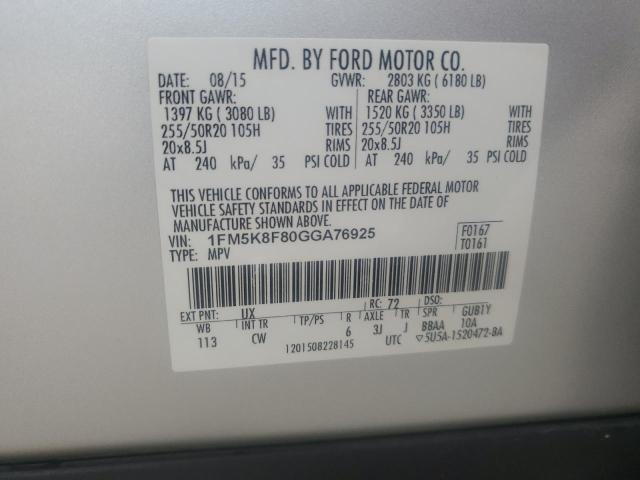 MFD. BY FORD MOTOR CO.
DATE: 08/15 GVWR: 2803 KG ( 6180 LB)
FRONT GAWR: REAR GAWR:
1397 KG ( 3080 LB) WITH 1520 KG ( 3350 LB) WITH
255/50R20 105H TIRES 255/50R20 105H TIRES
20x8.5J RIMS 20x8.5J RIMS
AT 240 kPa/ 35 PSI COLD AT 240 kPa/ 35 PSI COLD
THIS VEHICLE CONFORMS TO ALL APPLICABLE FEDERAL MOTOR
VEHICLE SAFETY STANDARDS IN EFFECT ON THE DATE OF
MANUFACTURE SHOWN ABOVE.
VIN: 1FM5K8F80GGA76925 F0167
TYPE: MPV T0161
EXT PNT: UX RC: 72 DSO:
WB INT TR TP/PS R AXLE TR SPR GUB1Y
113 CW 6 3J J BBAA 10A
1201508228145 UTC ▽5U5A-1520472-BA